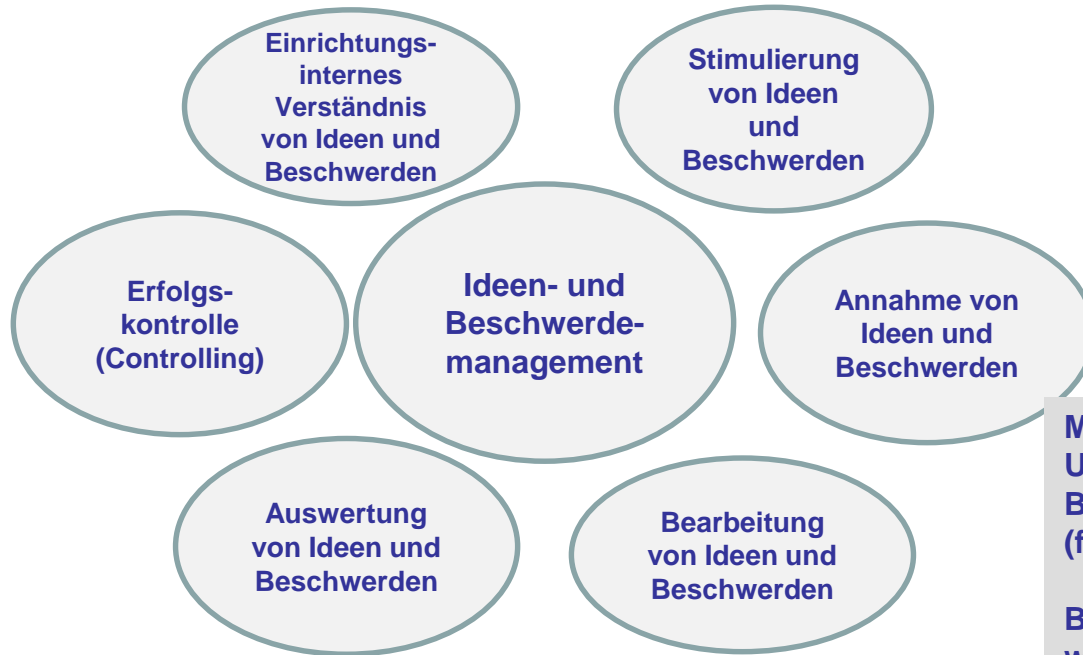 Einrichtungs-
internes
Verständnis
von Ideen und
Beschwerden
Stimulierung
von Ideen
und
Beschwerden
Erfolgs-
kontrolle
(Controlling)
Ideen- und
Beschwerde-
management
Annahme von
Ideen und
Beschwerden
Auswertung
von Ideen und
Beschwerden
Bearbeitung
von Ideen und
Beschwerden